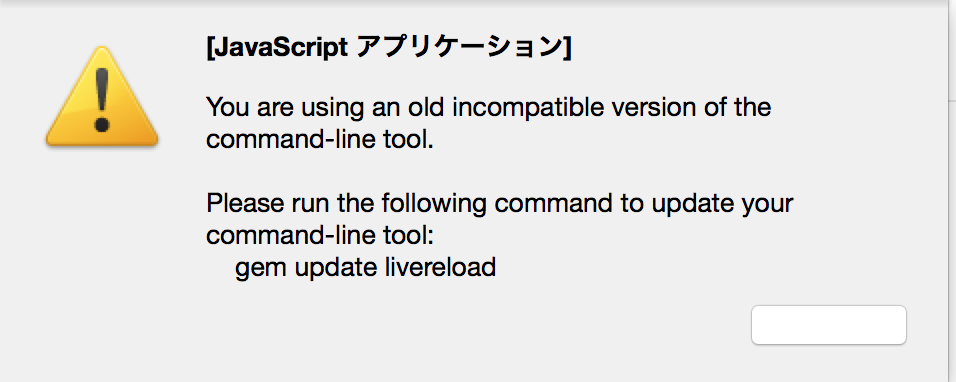 [JavaScript アプリケーション]
You are using an old incompatible version of the
command-line tool.
Please run the following command to update your
command-line tool:
gem update livereload